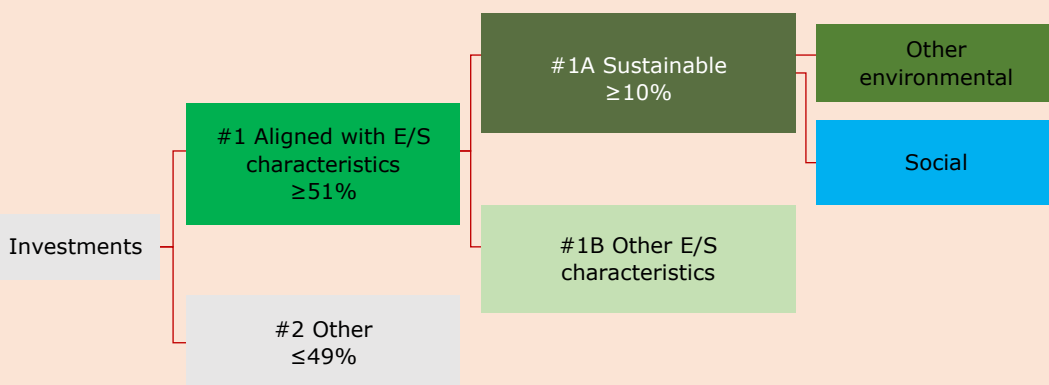 Investments
#1 Aligned with E/S
characteristics
≥51%
#2 Other
≤49%
#1A Sustainable
≥10%
#1B Other E/S
characteristics
Other
environmental
Social